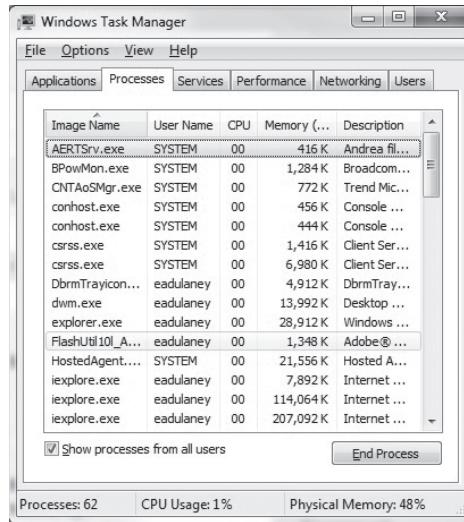 Windows Task Manager
File Options View Help
Applications Processes Services Performance Networking Users
Image Name User Name CPU Memory (... Description
AERTSrv.exe SYSTEM 00 416 K Andrea fil...
BPowMon.exe SYSTEM 00 1,284 K Broadcom...
CNTAoSMgr.exe SYSTEM 00 772 K Trend Mic...
conhost.exe SYSTEM 00 456 K Console ...
conhost.exe SYSTEM 00 444 K Console ...
csrss.exe SYSTEM 00 1,416 K Client Ser...
csrss.exe SYSTEM 00 6,980 K Client Ser...
DbrmTrayicon... eadulaney 00 4,912 K DbrmTray...
dwm.exe eadulaney 00 13,992 K Desktop ...
explorer.exe eadulaney 00 28,912 K Windows ...
FlashUtil10l_A... eadulaney 00 1,348 K Adobe® ...
HostedAgent.... SYSTEM 00 21,556 K Hosted A...
iexplore.exe eadulaney 00 7,892 K Internet ...
iexplore.exe eadulaney 00 114,064 K Internet ...
iexplore.exe eadulaney 00 207,092 K Internet ...
Show processes from all users End Process
Processes: 62 CPU Usage: 1% Physical Memory: 48%